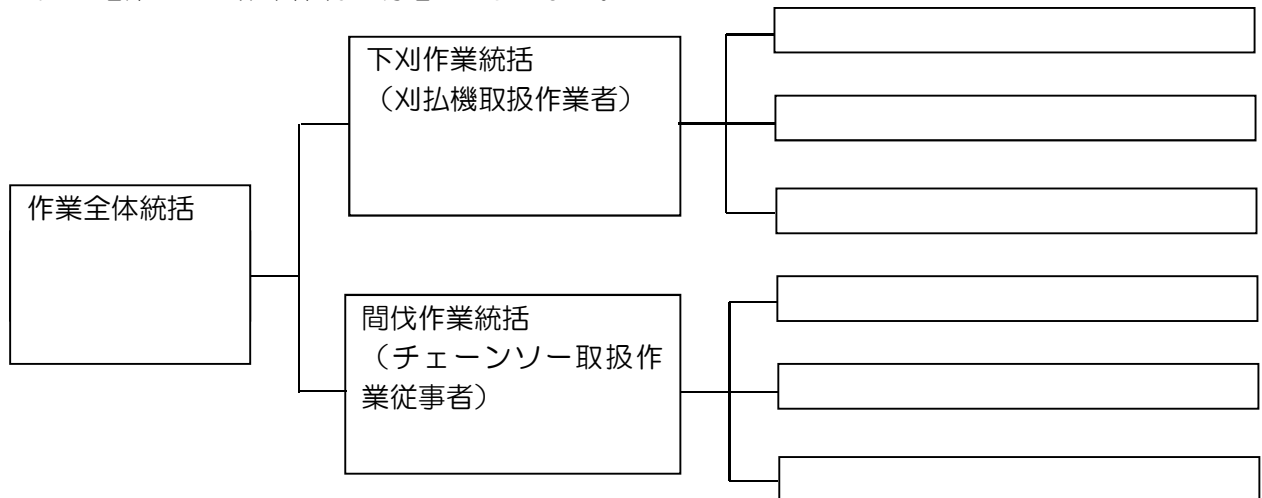 作業全体統括
下刈作業統括
（刈払機取扱作業者）
間伐作業統括
（チェーンソー取扱作
業従事者）